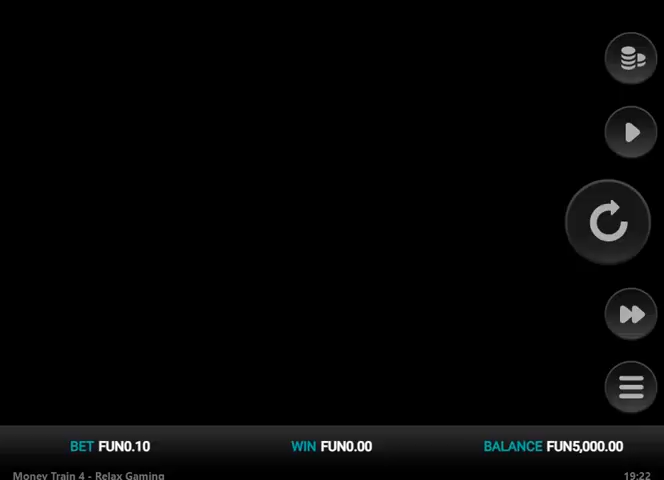 BET FUN0.10 WIN FUN0.00 BALANCE FUN5,000.00
Money Train 4 - Relax Gaming 19:22